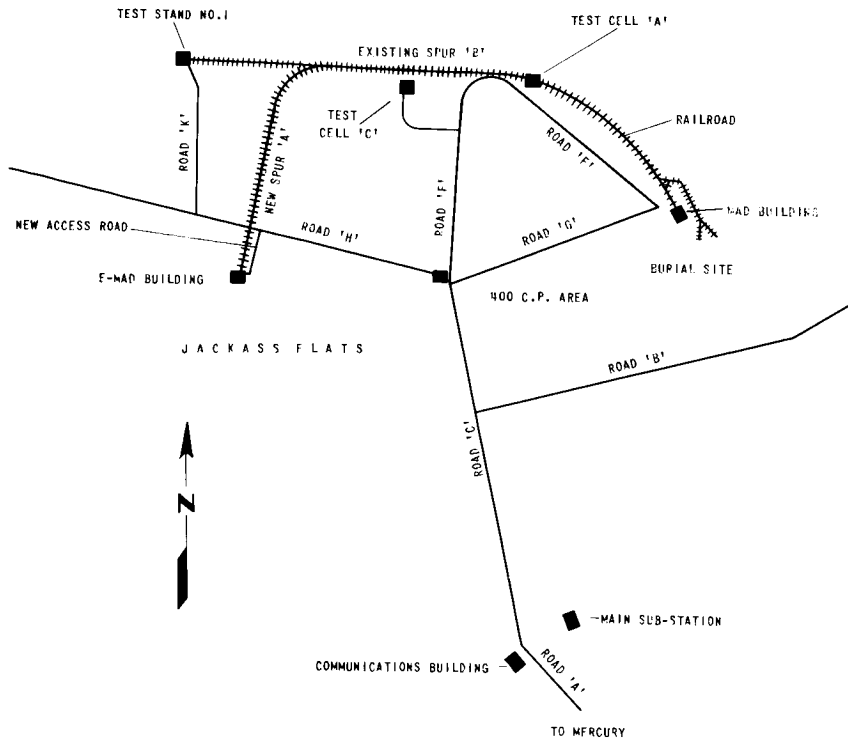 TEST STAND NO.1
TEST CELL 'A'
EXISTING SPUR '2'
RAILROAD
TEST
CELL 'C'
ROAD 'K'
NEW SPUR 'A'
ROAD 'F'
ROAD 'F'
MAD BUILDING
NEW ACCESS ROAD
ROAD 'H'
ROAD 'G'
E-MAD BUILDING
BURIAL SITE
400 C.P. AREA
JACKASS FLATS
ROAD 'B'
ROAD 'C'
N
MAIN SUB-STATION
COMMUNICATIONS BUILDING
ROAD 'A'
TO MERCURY